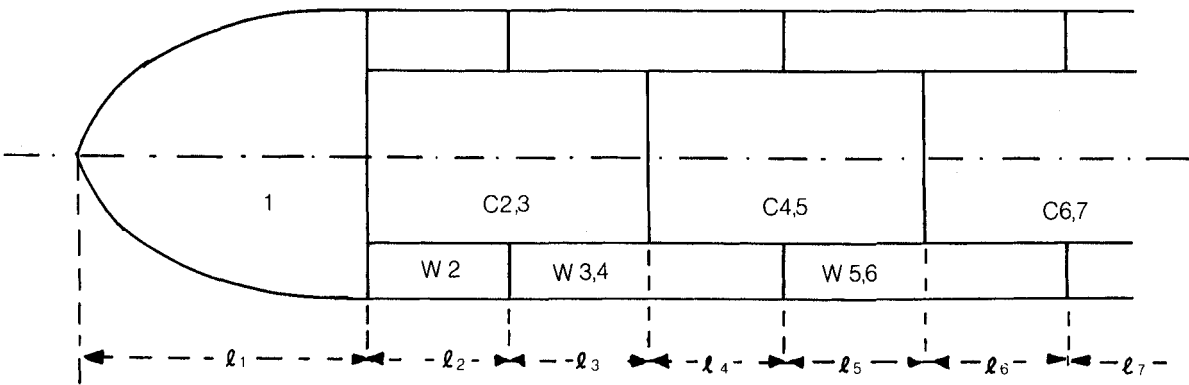 1 C2,3 C4,5 C6,7
W 2 W 3,4 W 5,6
ℓ1 ℓ2 ℓ3 ℓ4 ℓ5 ℓ6 ℓ7